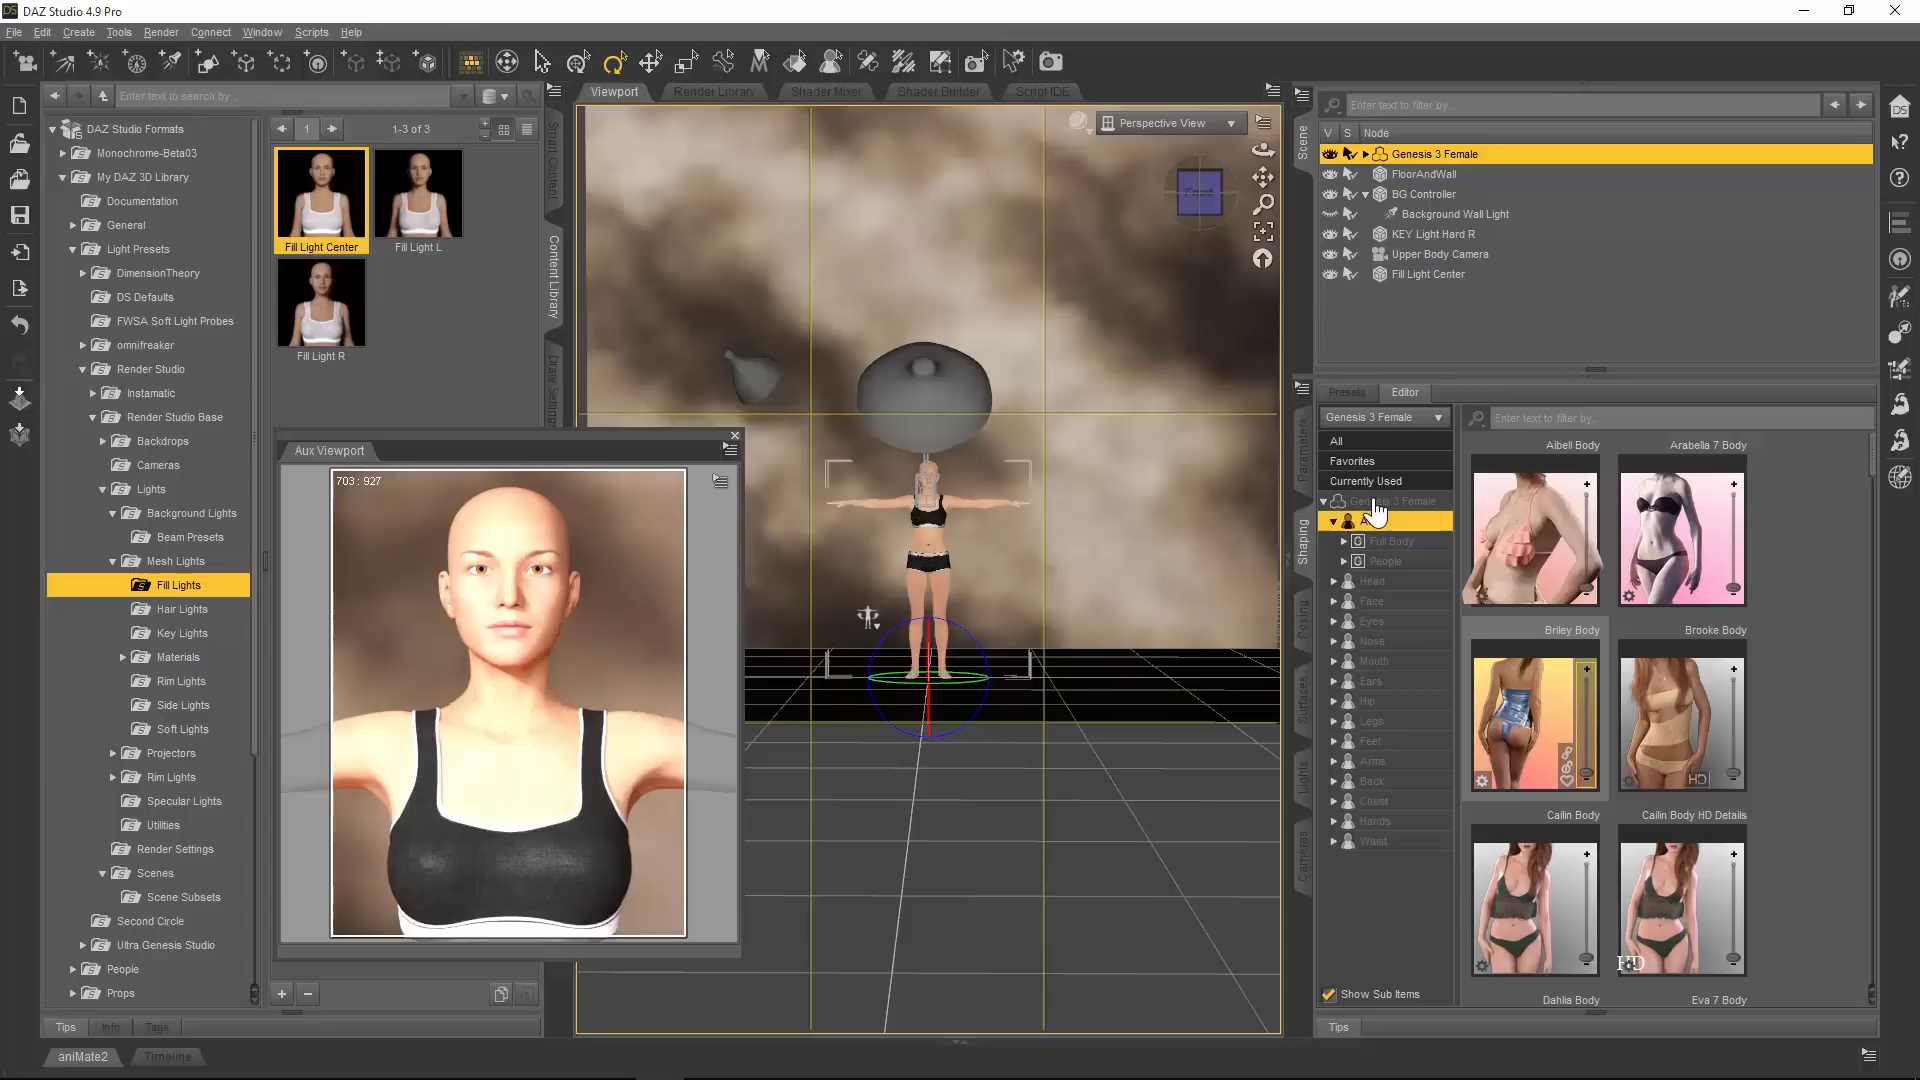 DAZ Studio 4.9 Pro
File Edit Create Tools Render Connect Window Scripts Help
Enter text to search by...
DAZ Studio Formats
Monochrome-Beta03
My DAZ 3D Library
Documentation
General
Light Presets
DimensionTheory
DS Defaults
FWSA Soft Light Probes
omnifreaker
Render Studio
Instamatic
Render Studio Base
Backdrops
Cameras
Lights
Background Lights
Beam Presets
Mesh Lights
Fill Lights
Hair Lights
Key Lights
Materials
Rim Lights
Side Lights
Soft Lights
Projectors
Rim Lights
Specular Lights
Utilities
Render Settings
Scenes
Scene Subsets
Second Circle
Ultra Genesis Studio
People
Props
Tips Info Tags
aniMate2 Timeline
1 1-3 of 3
Fill Light Center
Fill Light L
Fill Light R
Smart Content
Content Library
Draw Settings
Aux Viewport
703 : 927
Viewport Render Library Shader Mixer Shader Builder Script IDE
Perspective View
Front
Scene
Enter text to filter by...
V S Node
Genesis 3 Female
FloorAndWall
BG Controller
Background Wall Light
KEY Light Hard R
Upper Body Camera
Fill Light Center
Parameters
Shaping
Posing
Surfaces
Lights
Cameras
Presets Editor
Genesis 3 Female
Enter text to filter by...
All
Favorites
Currently Used
Genesis 3 Female
Full Body
People
Head
Face
Eyes
Nose
Mouth
Ears
Hip
Legs
Feet
Arms
Back
Chest
Hands
Waist
Show Sub Items
Tips
Aibell Body
Arabella 7 Body
Briley Body
Brooke Body
HD
Cailin Body
Cailin Body HD Details
HD
Dahlia Body
Eva 7 Body